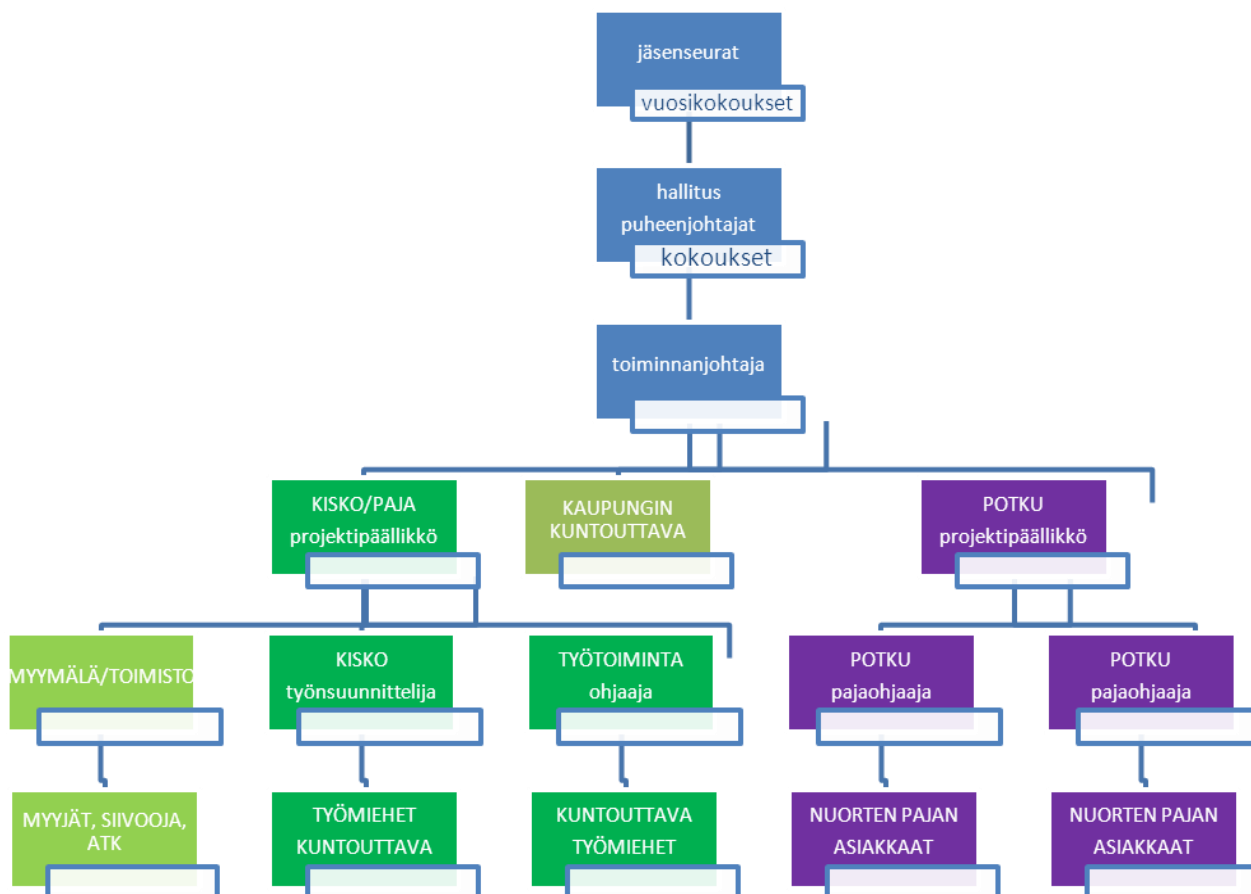 jäsenseurat
vuosikokoukset
hallitus
puheenjohtajat
kokoukset
toiminnanjohtaja
KISKO/PAJA
projektipäällikkö
KAUPUNGIN
KUNTOUTTAVA
POTKU
projektipäällikkö
MYYMÄLÄ/TOIMISTO
KISKO
työnsuunnittelija
TYÖTOIMINTA
ohjaaja
POTKU
pajaohjaaja
POTKU
pajaohjaaja
MYYJÄT, SIIVOOJA,
ATK
TYÖMIEHET
KUNTOUTTAVA
KUNTOUTTAVA
TYÖMIEHET
NUORTEN PAJAN
ASIAKKAAT
NUORTEN PAJAN
ASIAKKAAT